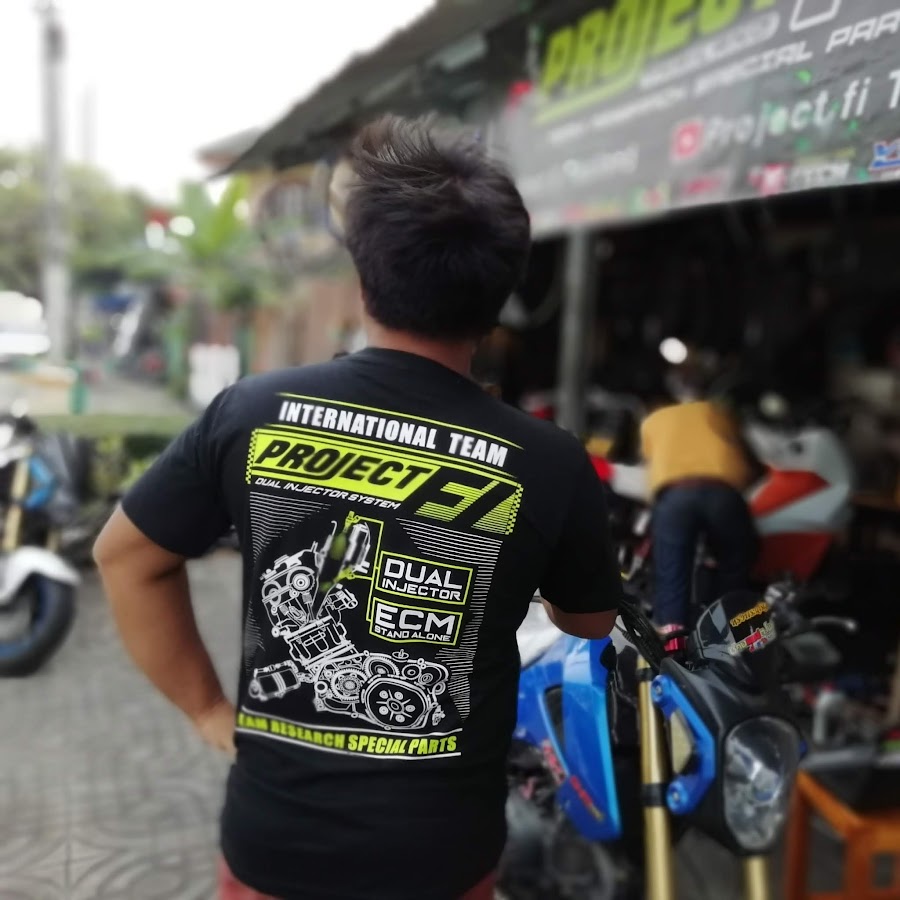 PROJECT
SPECIAL PAR
Project.fi T
INTERNATIONAL TEAM
PROJECT FI
DUAL INJECTOR SYSTEM
DUAL
INJECTOR
ECM
STAND ALONE
EAM RESEARCH SPECIAL PARTS